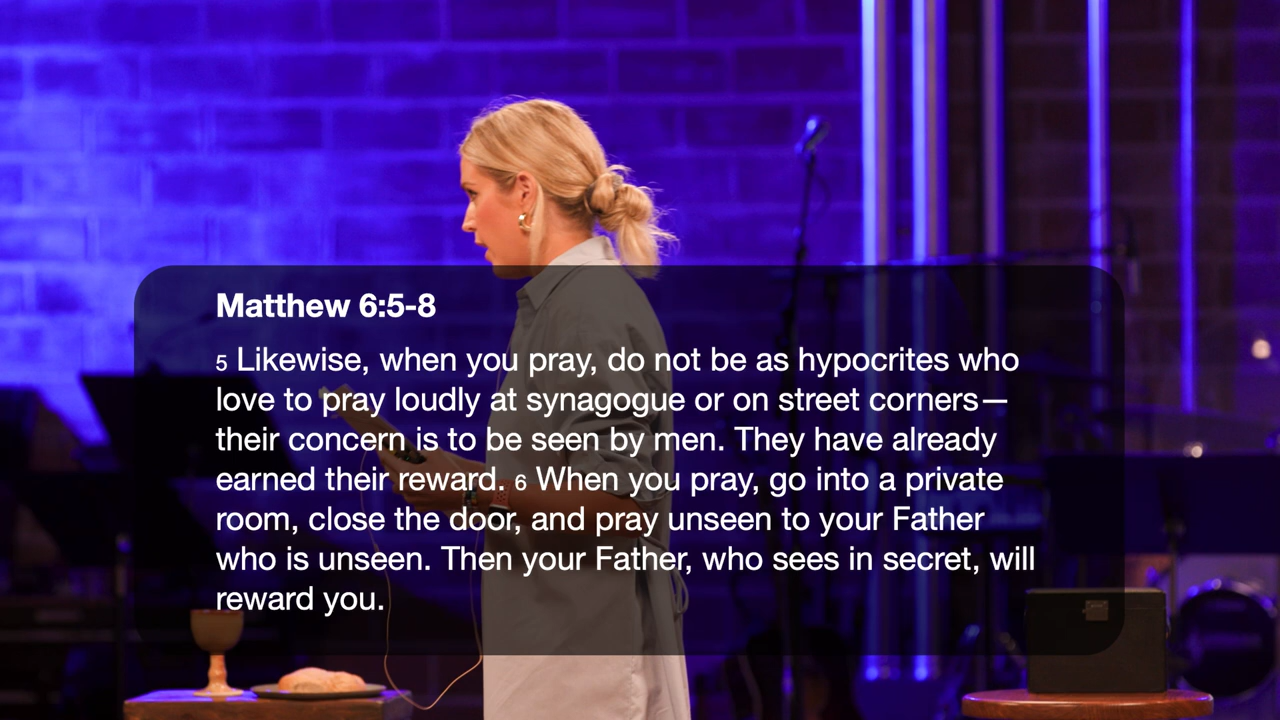 Matthew 6:5-8
5 Likewise, when you pray, do not be as hypocrites who
love to pray loudly at synagogue or on street corners—
their concern is to be seen by men. They have already
earned their reward. 6 When you pray, go into a private
room, close the door, and pray unseen to your Father
who is unseen. Then your Father, who sees in secret, will
reward you.